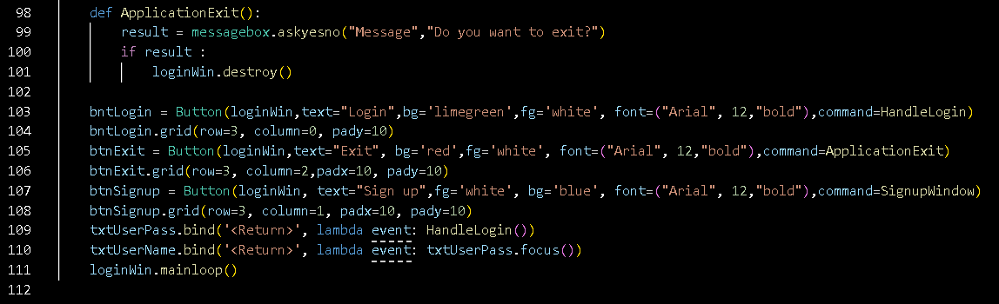 98 def ApplicationExit():
99 result = messagebox.askyesno("Message","Do you want to exit?")
100 if result :
101 loginWin.destroy()
102
103 bntLogin = Button(loginWin,text="Login",bg='limegreen',fg='white', font=("Arial", 12,"bold"),command=HandleLogin)
104 bntLogin.grid(row=3, column=0, pady=10)
105 btnExit = Button(loginWin,text="Exit", bg='red',fg='white', font=("Arial", 12,"bold"),command=ApplicationExit)
106 btnExit.grid(row=3, column=2,padx=10, pady=10)
107 btnSignup = Button(loginWin, text="Sign up",fg='white', bg='blue', font=("Arial", 12,"bold"),command=SignupWindow)
108 btnSignup.grid(row=3, column=1, padx=10, pady=10)
109 txtUserPass.bind('<Return>', lambda event: HandleLogin())
110 txtUserName.bind('<Return>', lambda event: txtUserPass.focus())
111 loginWin.mainloop()
112